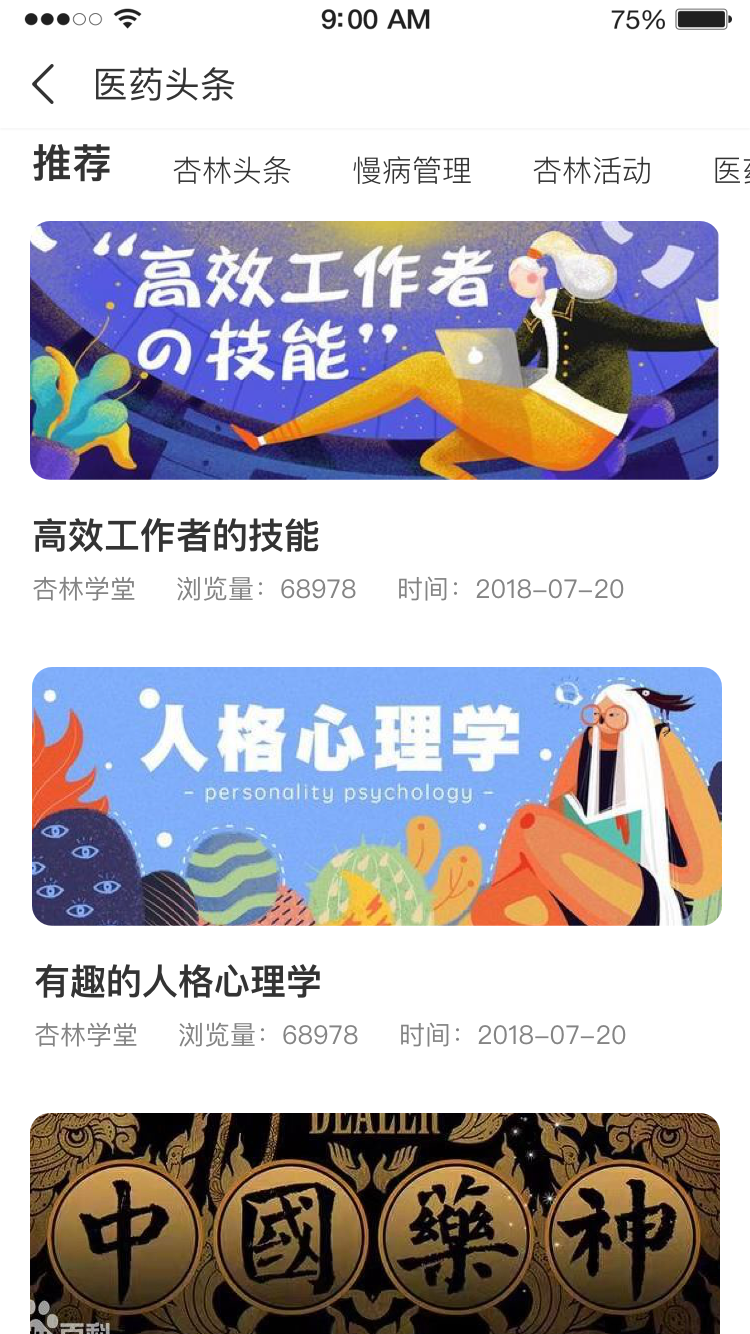 9:00 AM 75%
医药头条
推荐 杏林头条 慢病管理 杏林活动 医药
“高效工作者
の技能”
高效工作者的技能
杏林学堂 浏览量：68978 时间：2018-07-20
人格心理学
- personality psychology -
有趣的人格心理学
杏林学堂 浏览量：68978 时间：2018-07-20
DEALER
中國藥神
百科